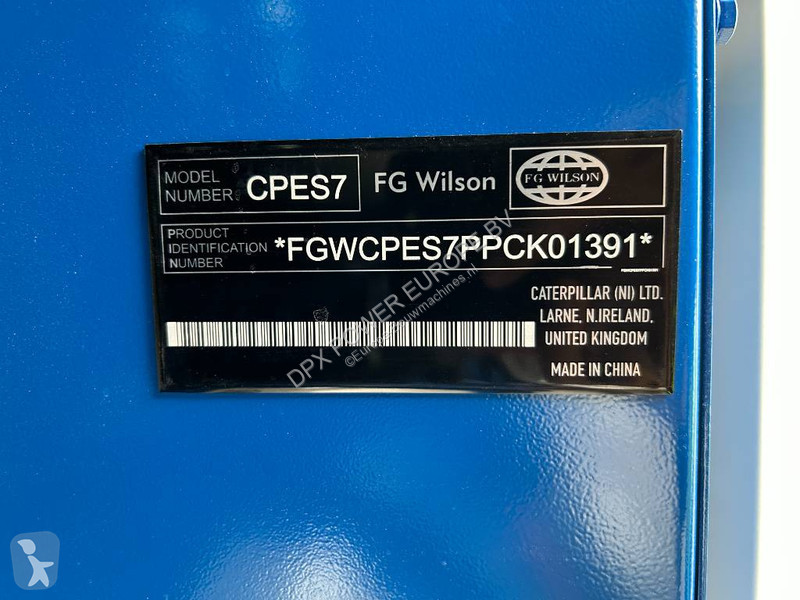 MODEL
NUMBER
CPES7
FG Wilson
FG WILSON
PRODUCT
IDENTIFICATION
NUMBER
*FGWCPES7PPCK01391*
CATERPILLAR (NI) LTD.
LARNE, N.IRELAND,
UNITED KINGDOM
MADE IN CHINA
DPX POWER EUROPE BV